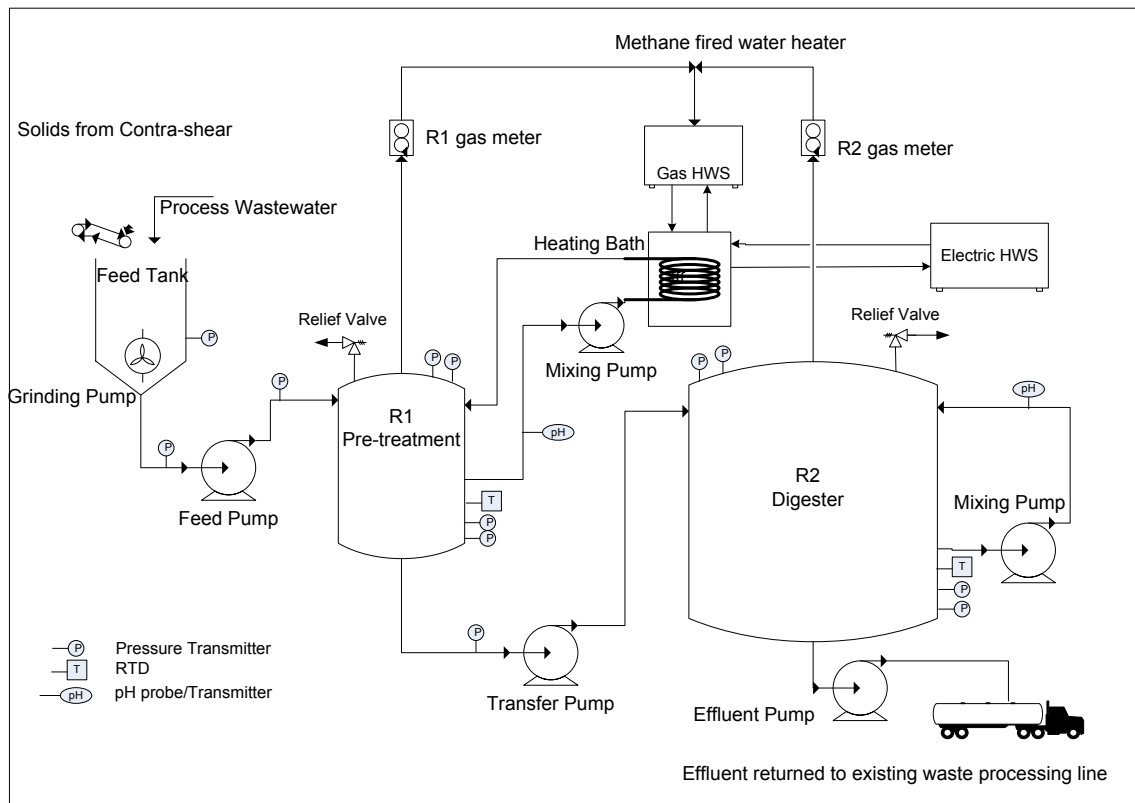 Methane fired water heater
Solids from Contra-shear
R1 gas meter
R2 gas meter
Gas HWS
Process Wastewater
Feed Tank
Heating Bath
Electric HWS
P
Relief Valve
Relief Valve
Mixing Pump
P
P
P
P
Grinding Pump
P
pH
R1
Pre-treatment
pH
P
R2
Digester
Feed Pump
T
P
P
Mixing Pump
T
P
P
P
P
Pressure Transmitter
T
RTD
pH
pH probe/Transmitter
Transfer Pump
Effluent Pump
Effluent returned to existing waste processing line